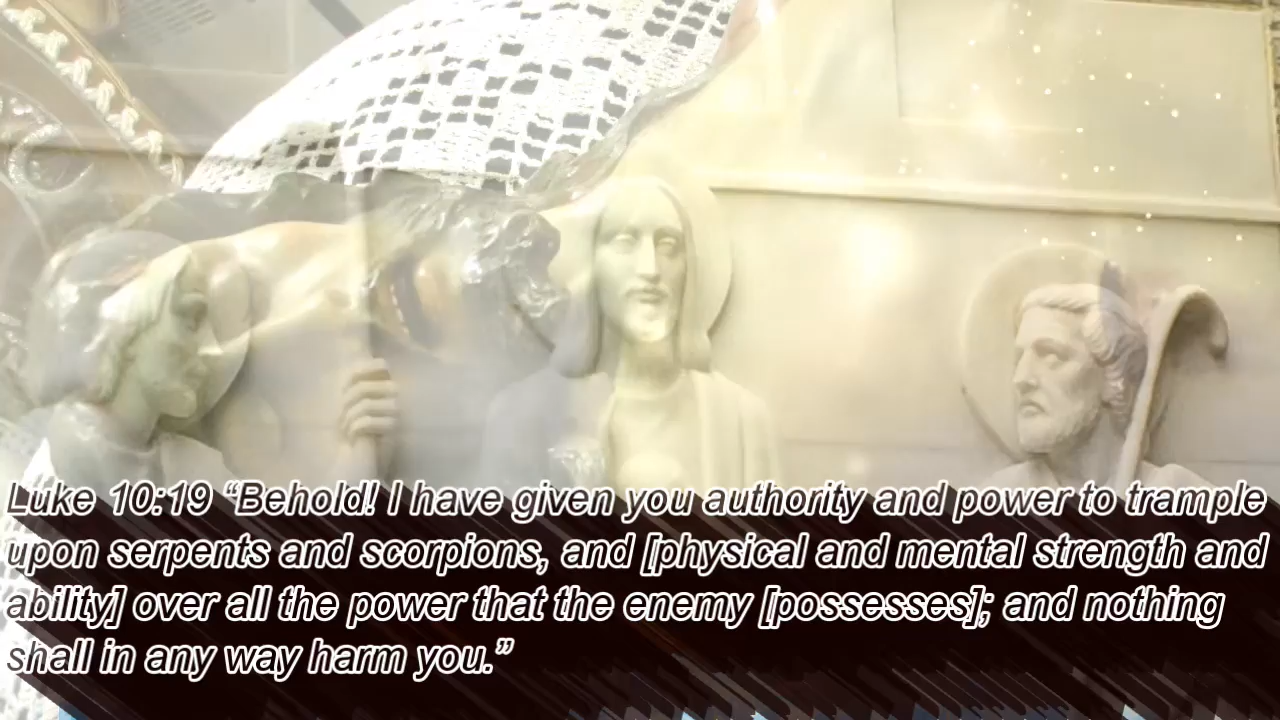 Luke 10:19 “Behold! I have given you authority and power to trample
upon serpents and scorpions, and [physical and mental strength and
ability] over all the power that the enemy [possesses]; and nothing
shall in any way harm you.”